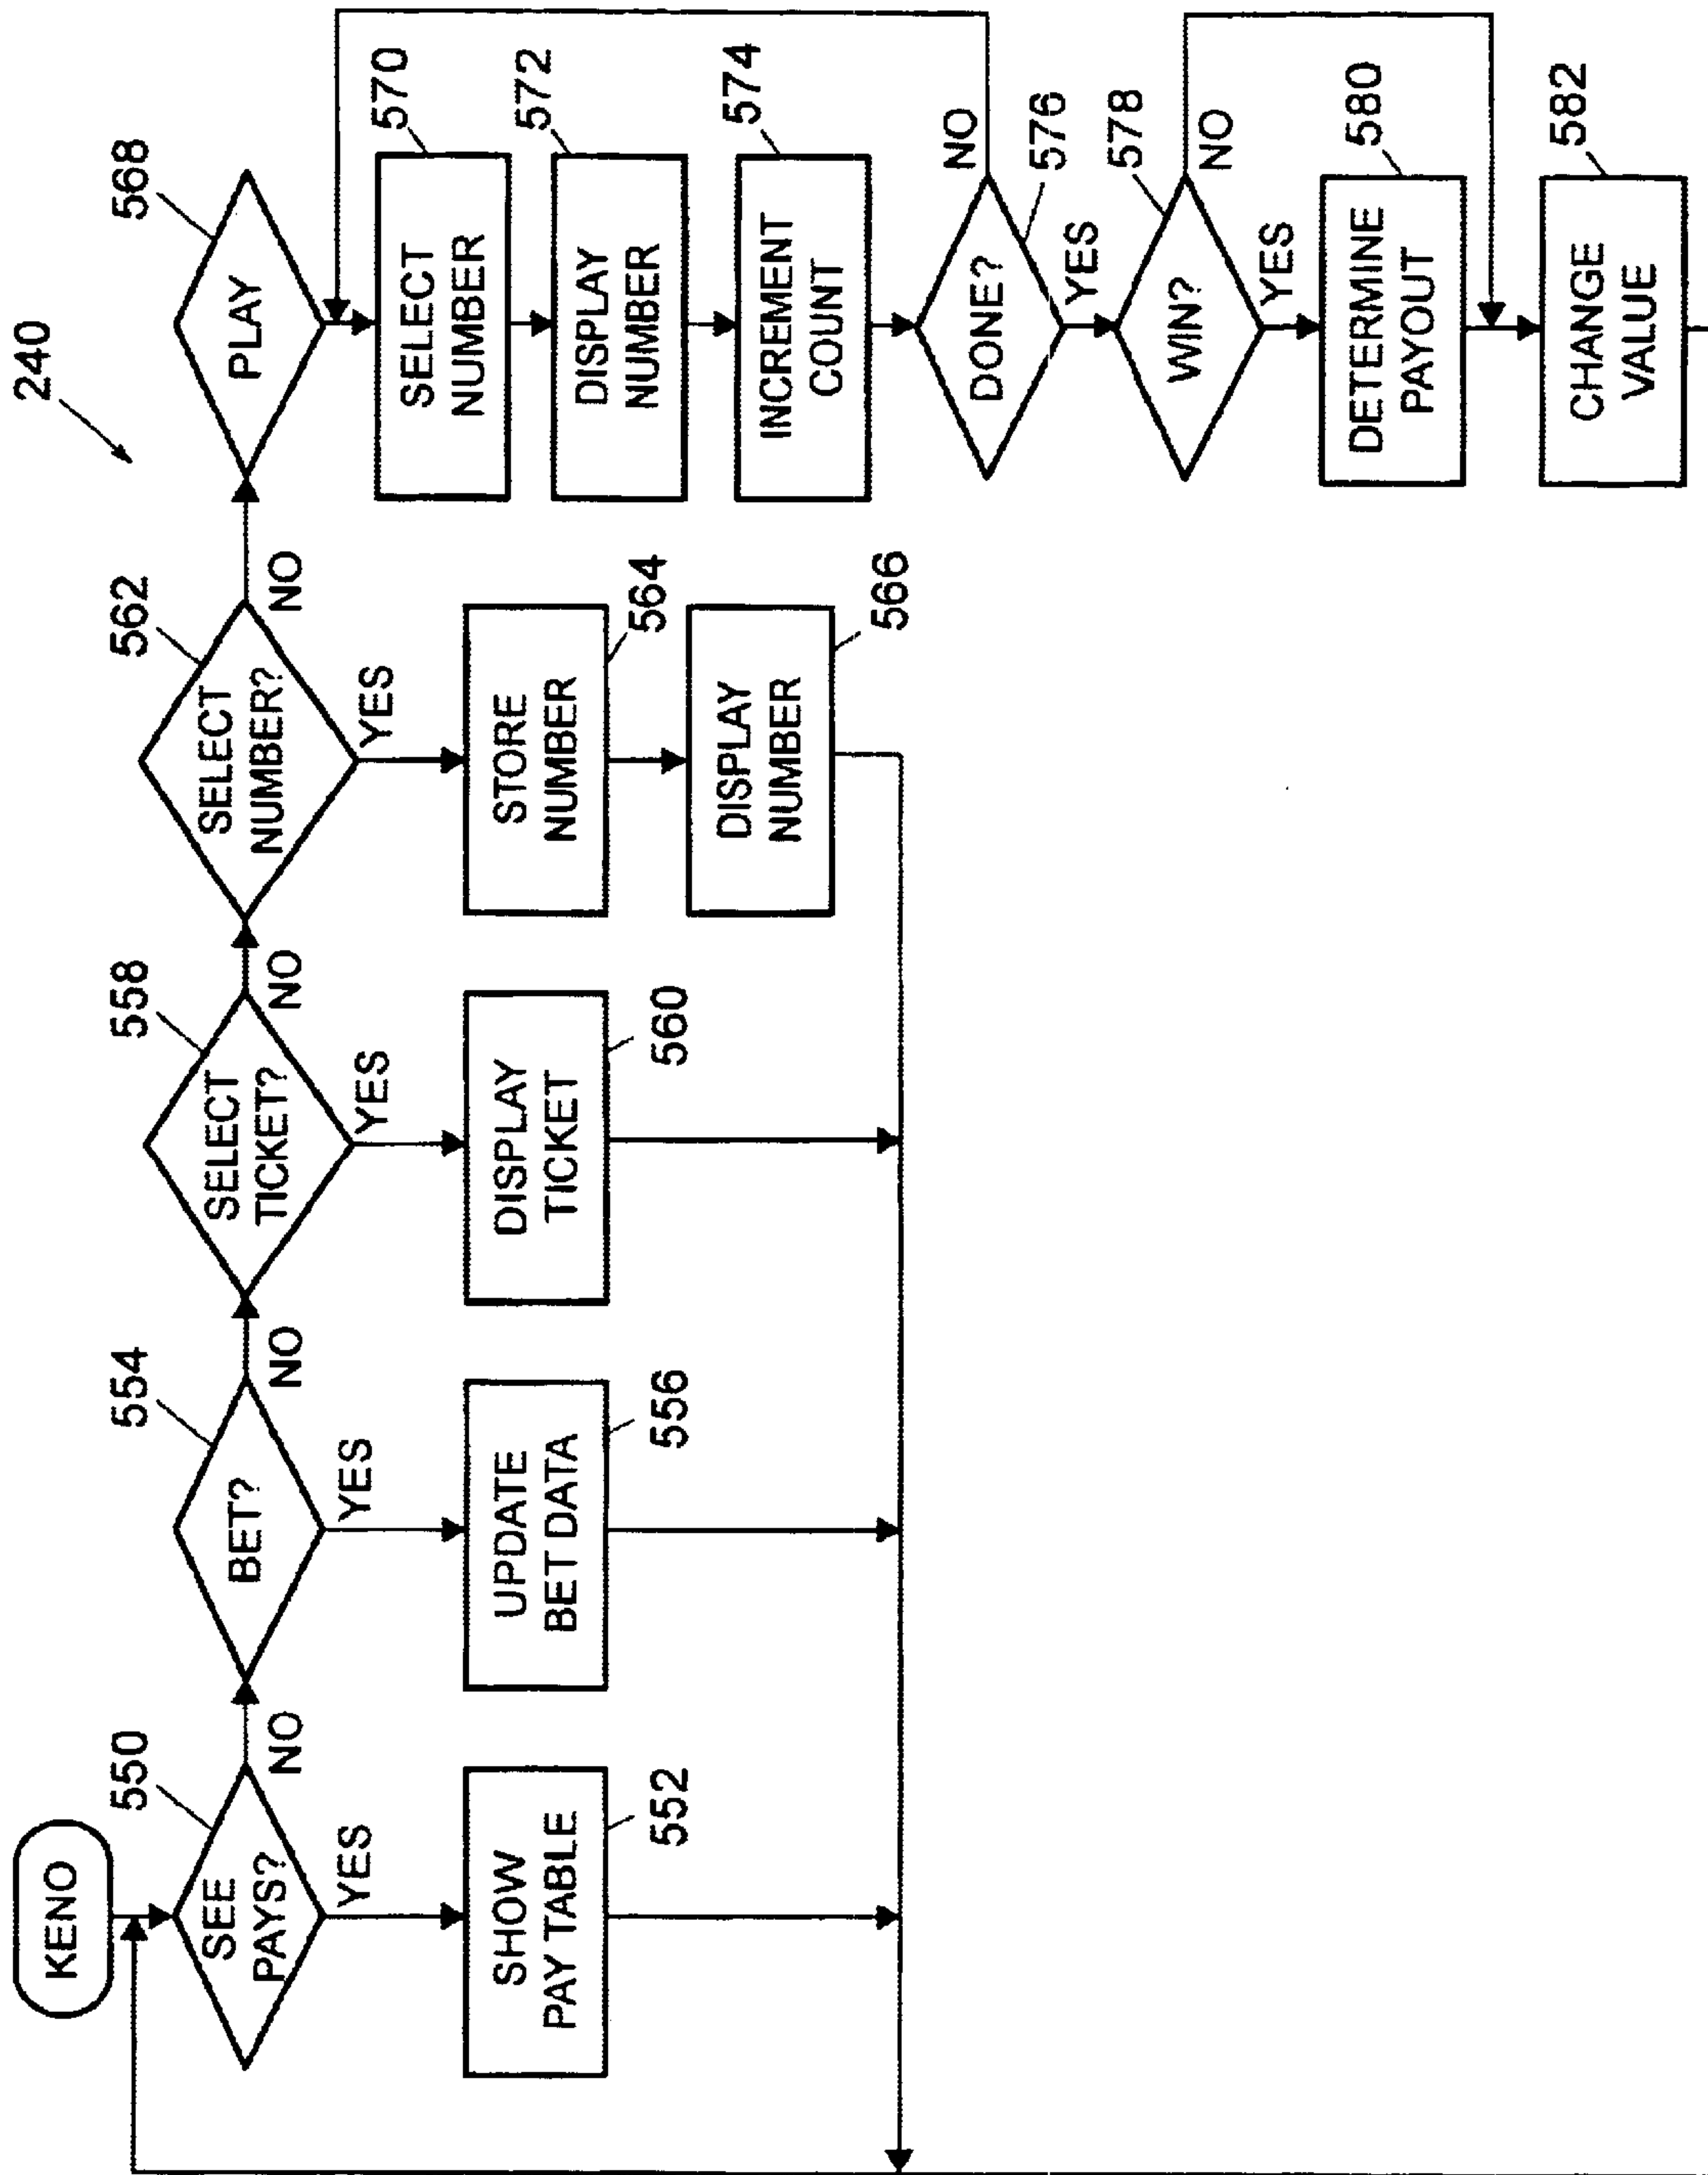 240
KENO
SEE
PAYS?
550
NO
YES
SHOW
PAY TABLE
552
BET?
554
NO
YES
UPDATE
BET DATA
556
SELECT
TICKET?
558
NO
YES
DISPLAY
TICKET
560
SELECT
NUMBER?
562
NO
YES
STORE
NUMBER
564
DISPLAY
NUMBER
566
PLAY
568
SELECT
NUMBER
570
DISPLAY
NUMBER
572
INCREMENT
COUNT
574
DONE?
NO
576
YES
WIN?
578
NO
YES
DETERMINE
PAYOUT
580
CHANGE
VALUE
582